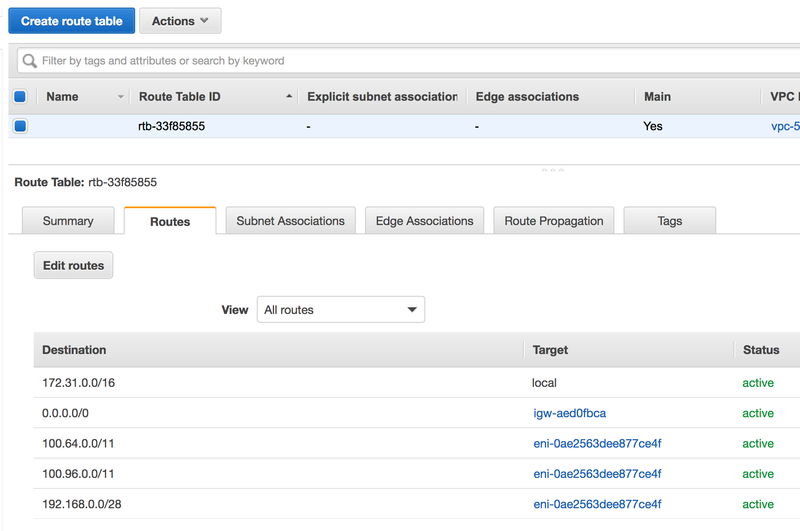 Create route table Actions
Filter by tags and attributes or search by keyword
Name Route Table ID Explicit subnet association Edge associations Main VPC I
rtb-33f85855 - - Yes vpc-5
Route Table: rtb-33f85855
Summary Routes Subnet Associations Edge Associations Route Propagation Tags
Edit routes
View All routes
Destination Target Status
172.31.0.0/16 local active
0.0.0.0/0 igw-aed0fbca active
100.64.0.0/11 eni-0ae2563dee877ce4f active
100.96.0.0/11 eni-0ae2563dee877ce4f active
192.168.0.0/28 eni-0ae2563dee877ce4f active